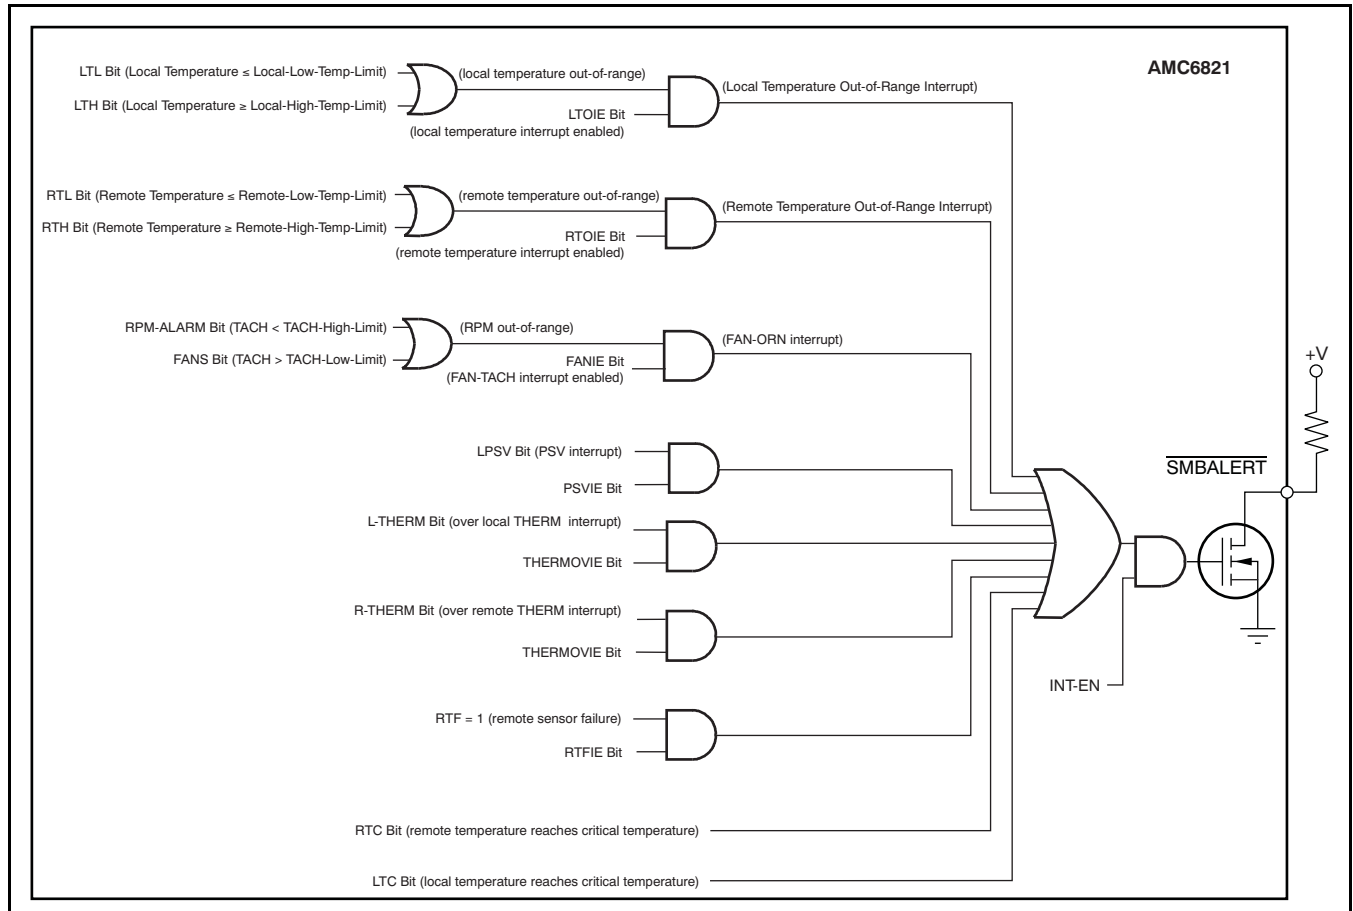 AMC6821
LTL Bit (Local Temperature ≤ Local-Low-Temp-Limit)
(local temperature out-of-range)
(Local Temperature Out-of-Range Interrupt)
LTH Bit (Local Temperature ≥ Local-High-Temp-Limit)
LTOIE Bit
(local temperature interrupt enabled)
RTL Bit (Remote Temperature ≤ Remote-Low-Temp-Limit)
(remote temperature out-of-range)
(Remote Temperature Out-of-Range Interrupt)
RTH Bit (Remote Temperature ≥ Remote-High-Temp-Limit)
RTOIE Bit
(remote temperature interrupt enabled)
RPM-ALARM Bit (TACH < TACH-High-Limit)
(RPM out-of-range)
(FAN-ORN interrupt)
FANS Bit (TACH > TACH-Low-Limit)
FANIE Bit
(FAN-TACH interrupt enabled)
+V
LPSV Bit (PSV interrupt)
PSVIE Bit
SMBALERT
L-THERM Bit (over local THERM interrupt)
THERMOVIE Bit
R-THERM Bit (over remote THERM interrupt)
THERMOVIE Bit
INT-EN
RTF = 1 (remote sensor failure)
RTFIE Bit
RTC Bit (remote temperature reaches critical temperature)
LTC Bit (local temperature reaches critical temperature)